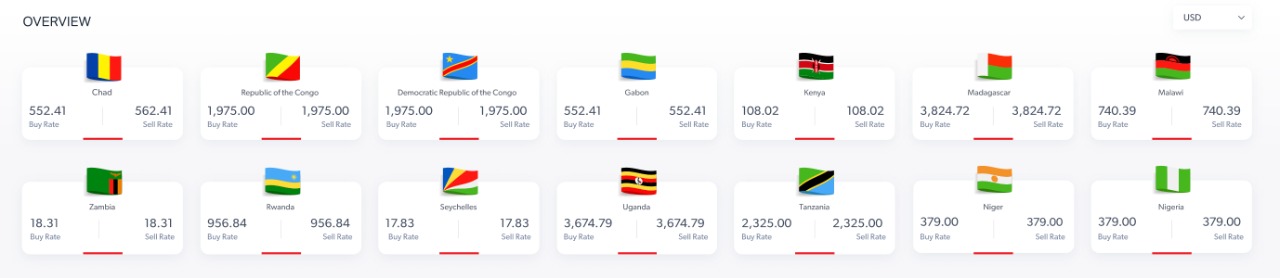 OVERVIEW
USD
Chad
552.41 562.41
Buy Rate Sell Rate
Republic of the Congo
1,975.00 1,975.00
Buy Rate Sell Rate
Democratic Republic of the Congo
1,975.00 1,975.00
Buy Rate Sell Rate
Gabon
552.41 552.41
Buy Rate Sell Rate
Kenya
108.02 108.02
Buy Rate Sell Rate
Madagascar
3,824.72 3,824.72
Buy Rate Sell Rate
Malawi
740.39 740.39
Buy Rate Sell Rate
Zambia
18.31 18.31
Buy Rate Sell Rate
Rwanda
956.84 956.84
Buy Rate Sell Rate
Seychelles
17.83 17.83
Buy Rate Sell Rate
Uganda
3,674.79 3,674.79
Buy Rate Sell Rate
Tanzania
2,325.00 2,325.00
Buy Rate Sell Rate
Niger
379.00 379.00
Buy Rate Sell Rate
Nigeria
379.00 379.00
Buy Rate Sell Rate